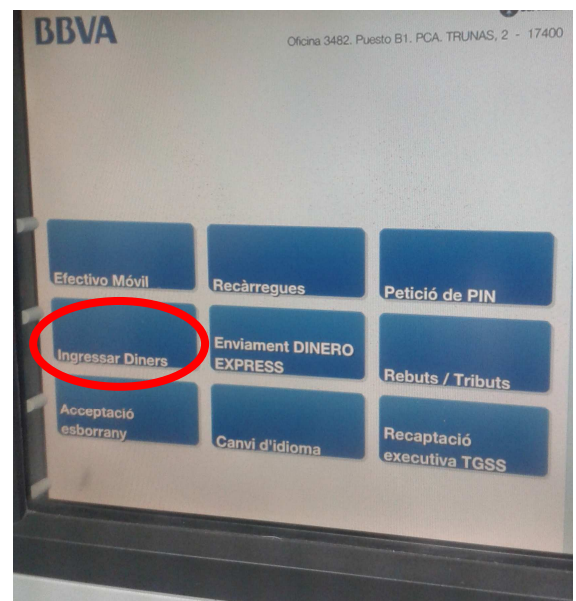 BBVA
Oficina 3482. Puesto B1. PCA. TRUNAS, 2 - 17400
Efectivo Móvil
Recàrregues
Petició de PIN
Ingressar Diners
Enviament DINERO
EXPRESS
Rebuts / Tributs
Acceptació
esborrany
Canvi d'idioma
Recaptació
executiva TGSS